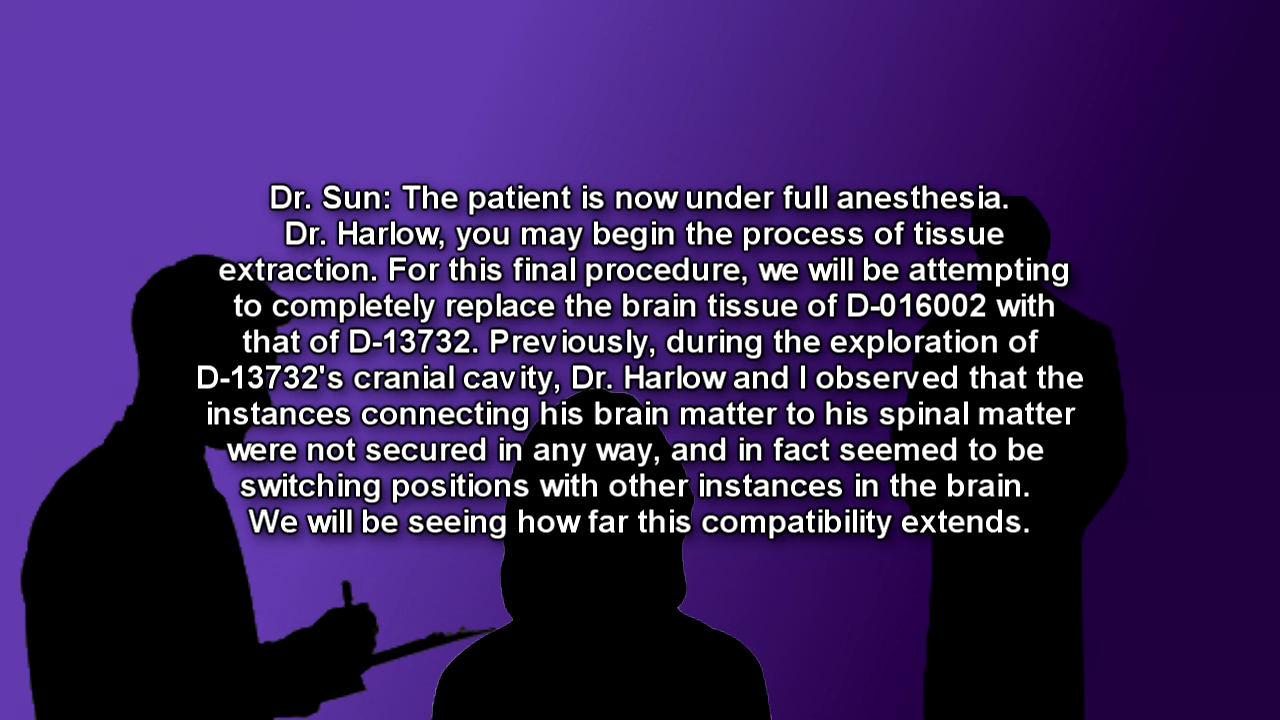 Dr. Sun: The patient is now under full anesthesia.
Dr. Harlow, you may begin the process of tissue
extraction. For this final procedure, we will be attempting
to completely replace the brain tissue of D-016002 with
that of D-13732. Previously, during the exploration of
D-13732's cranial cavity, Dr. Harlow and I observed that the
instances connecting his brain matter to his spinal matter
were not secured in any way, and in fact seemed to be
switching positions with other instances in the brain.
We will be seeing how far this compatibility extends.